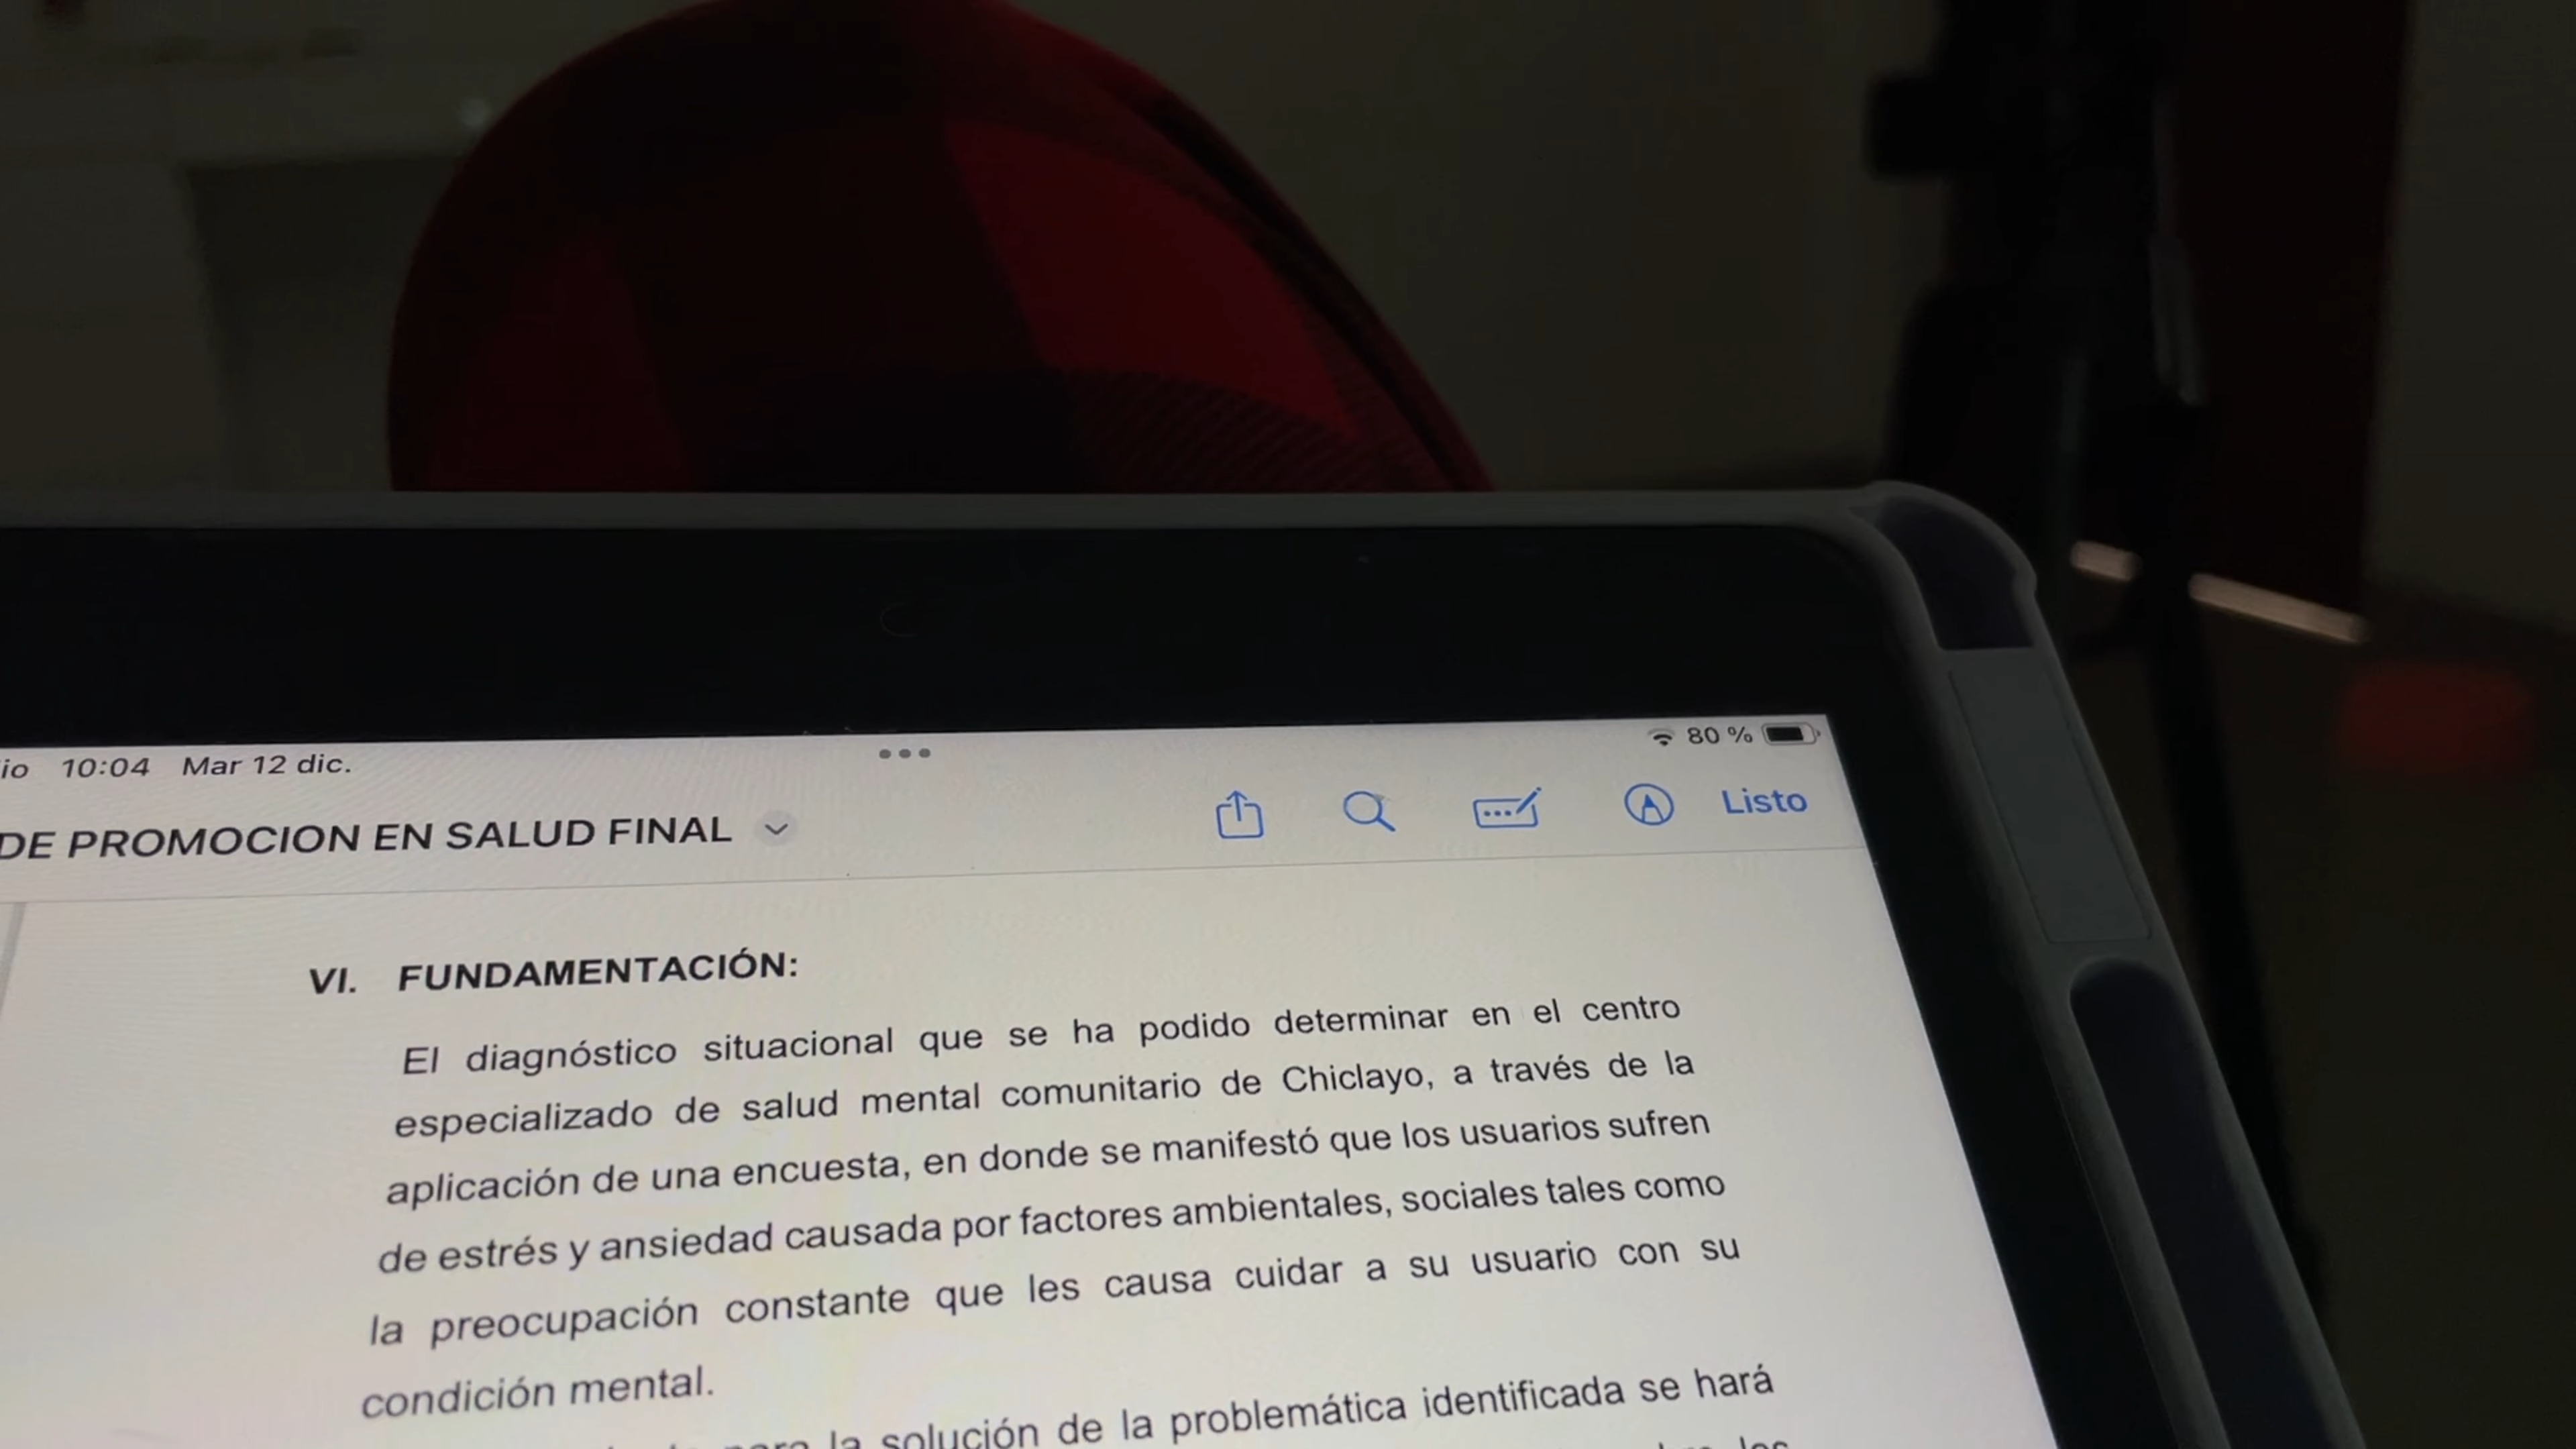 io 10:04 Mar 12 dic.
80 %
DE PROMOCION EN SALUD FINAL
Listo
VI. FUNDAMENTACIÓN:
El diagnóstico situacional que se ha podido determinar en el centro
especializado de salud mental comunitario de Chiclayo, a través de la
aplicación de una encuesta, en donde se manifestó que los usuarios sufren
de estrés y ansiedad causada por factores ambientales, sociales tales como
la preocupación constante que les causa cuidar a su usuario con su
condición mental.
la solución de la problemática identificada se hará